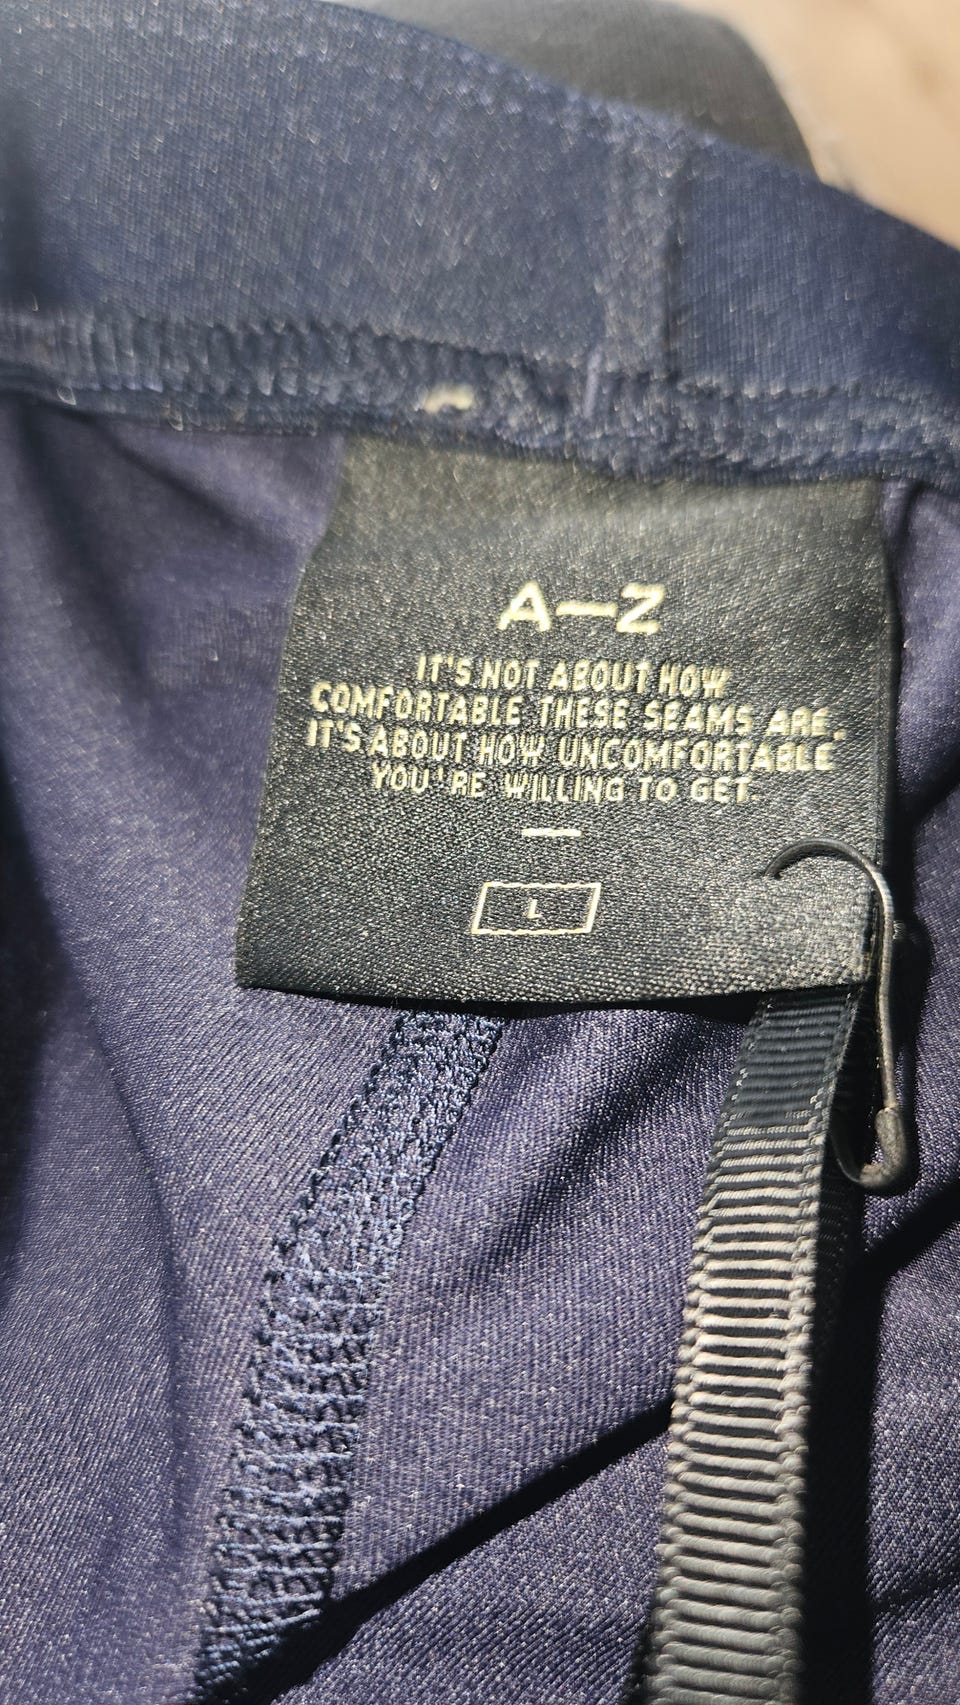 A—Z
IT'S NOT ABOUT HOW
COMFORTABLE THESE SEAMS ARE.
IT'S ABOUT HOW UNCOMFORTABLE
YOU'RE WILLING TO GET.
L